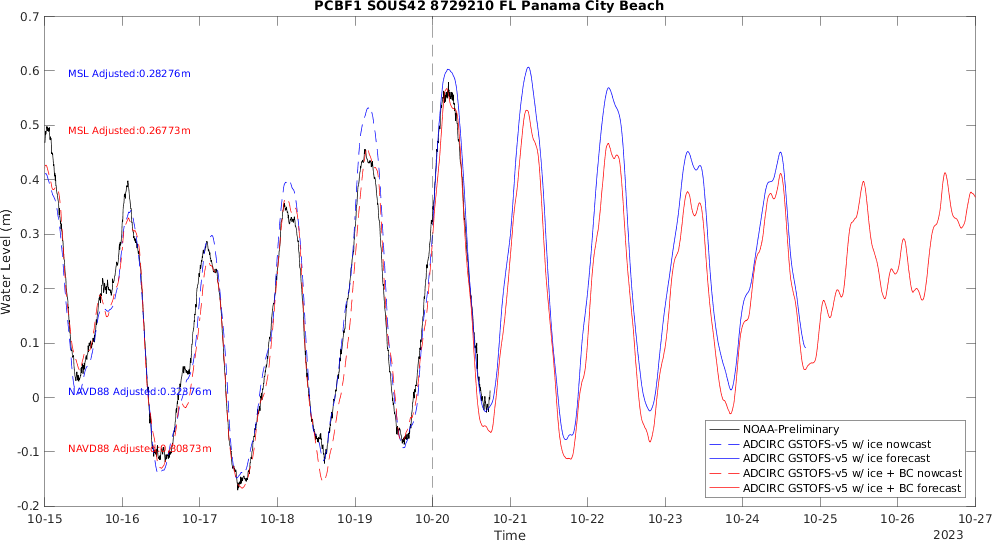 PCBF1 SOUS42 8729210 FL Panama City Beach
0.7
0.6
0.5
0.4
0.3
0.2
0.1
0
-0.1
-0.2
Water Level (m)
MSL Adjusted:0.28276m
MSL Adjusted:0.26773m
NAVD88 Adjusted:0.32376m
NAVD88 Adjusted:0.30873m
NOAA-Preliminary
ADCIRC GSTOFS-v5 w/ ice nowcast
ADCIRC GSTOFS-v5 w/ ice forecast
ADCIRC GSTOFS-v5 w/ ice + BC nowcast
ADCIRC GSTOFS-v5 w/ ice + BC forecast
10-15 10-16 10-17 10-18 10-19 10-20 10-21 10-22 10-23 10-24 10-25 10-26 10-27
Time
2023